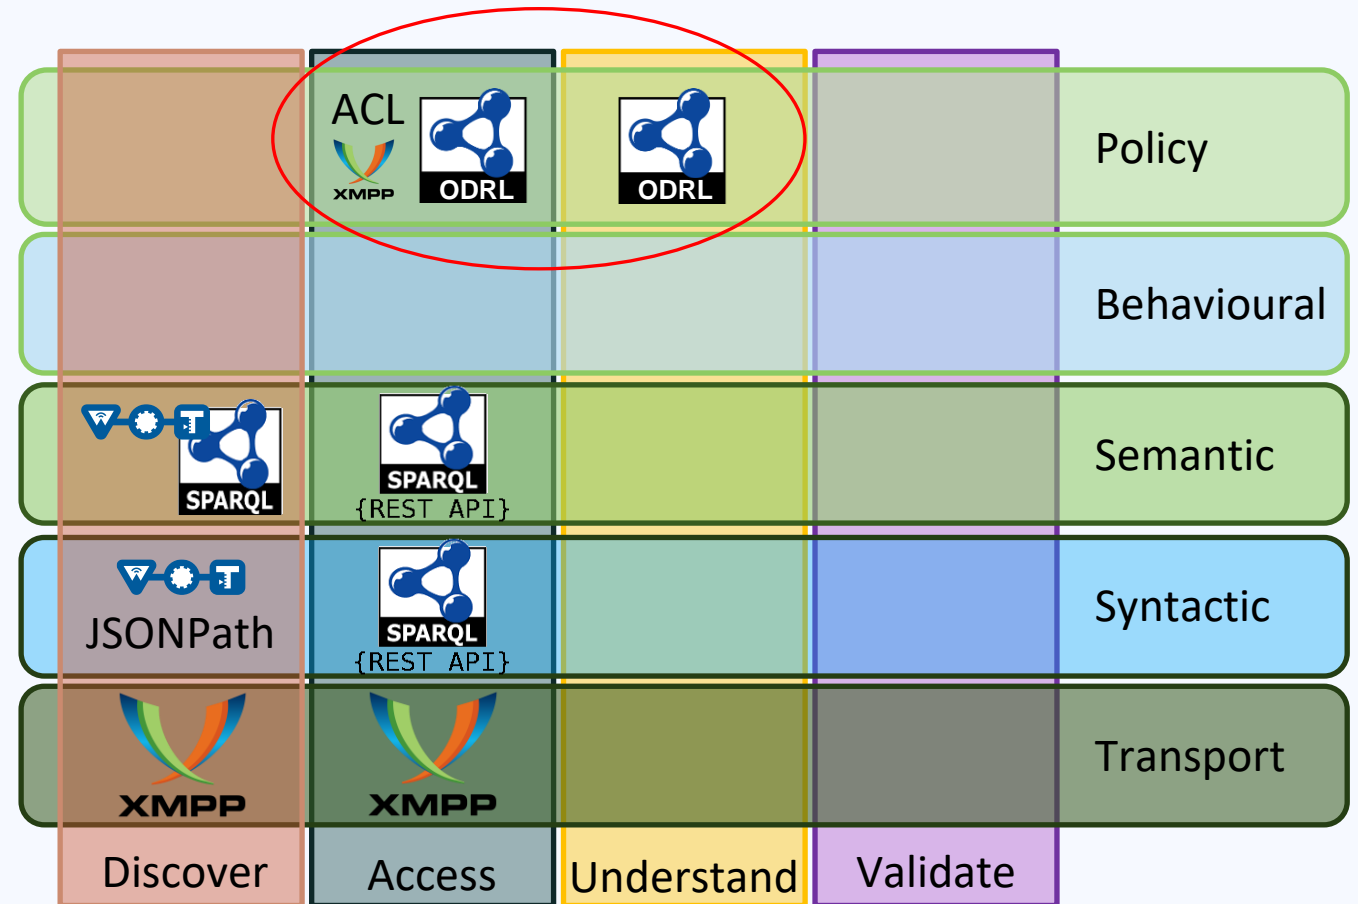 ACL
XMPP
ODRL
ODRL
Policy
Behavioural
W T
SPARQL
SPARQL
{REST API}
Semantic
W T
JSONPath
SPARQL
{REST API}
Syntactic
XMPP
XMPP
Transport
Discover
Access
Understand
Validate